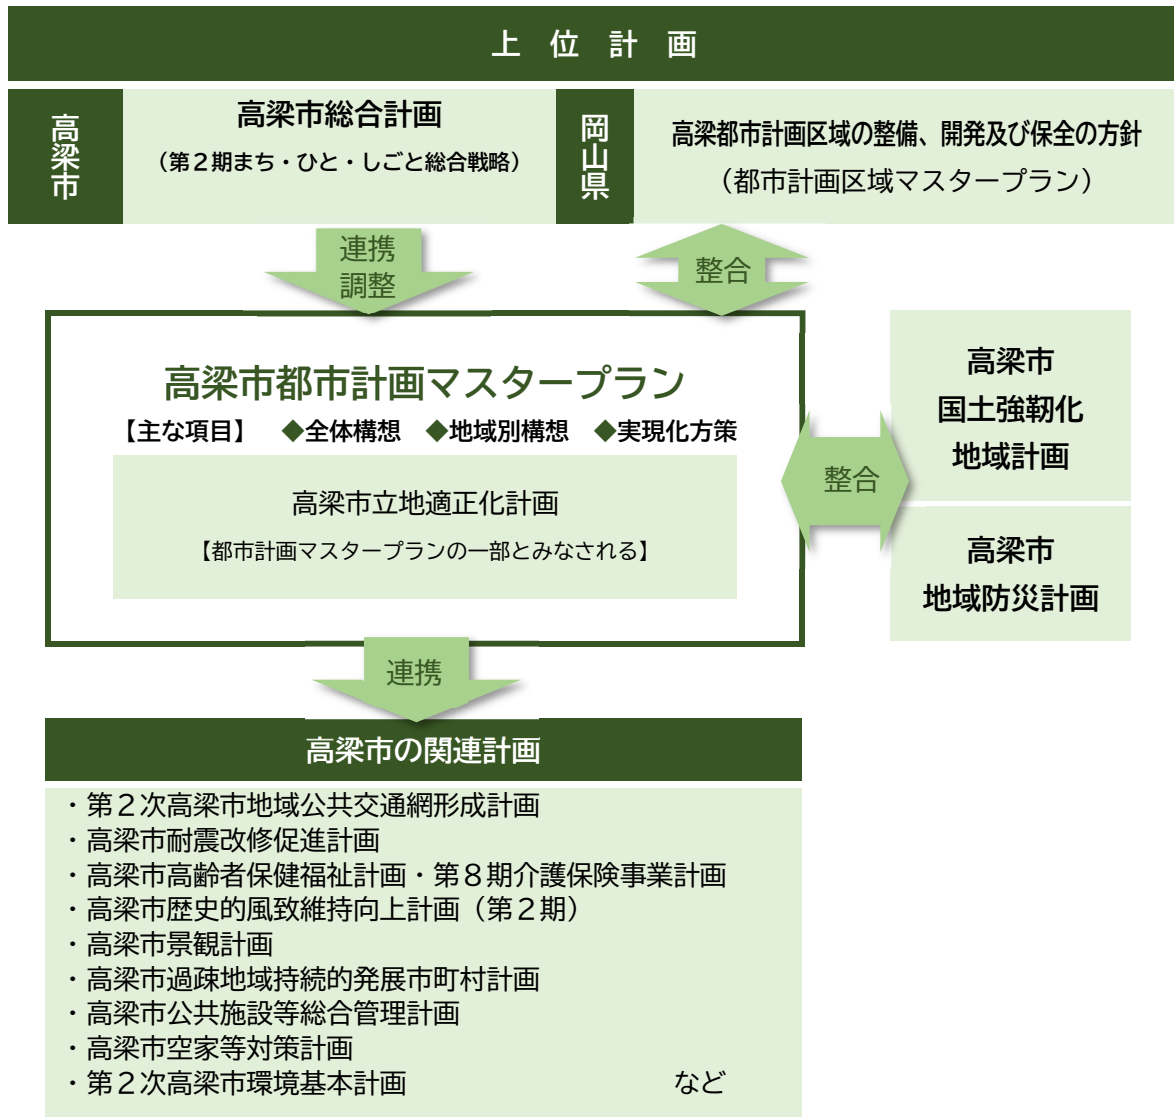 上位計画
高梁市
高梁市総合計画
（第２期まち・ひと・しごと総合戦略）
岡山県
高梁都市計画区域の整備、開発及び保全の方針
（都市計画区域マスタープラン）
連携
調整
整合
高梁市都市計画マスタープラン
【主な項目】 ◆全体構想 ◆地域別構想 ◆実現化方策
高梁市立地適正化計画
【都市計画マスタープランの一部とみなされる】
整合
高梁市
国土強靭化
地域計画
高梁市
地域防災計画
連携
高梁市の関連計画
・第２次高梁市地域公共交通網形成計画
・高梁市耐震改修促進計画
・高梁市高齢者保健福祉計画・第８期介護保険事業計画
・高梁市歴史的風致維持向上計画（第２期）
・高梁市景観計画
・高梁市過疎地域持続的発展市町村計画
・高梁市公共施設等総合管理計画
・高梁市空家等対策計画
・第２次高梁市環境基本計画 など